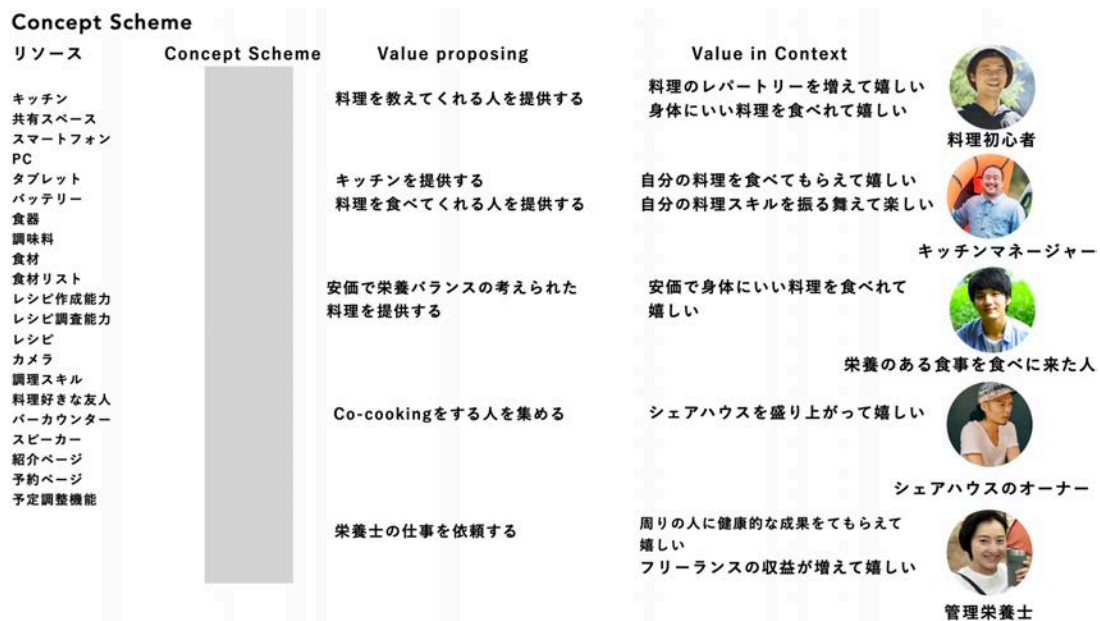 Concept Scheme
リソース
Concept Scheme
Value proposing
Value in Context
キッチン
共有スペース
スマートフォン
PC
タブレット
バッテリー
食器
調味料
食材
食材リスト
レシピ作成能力
レシピ調査能力
レシピ
カメラ
調理スキル
料理好きな友人
バーカウンター
スピーカー
紹介ページ
予約ページ
予定調整機能
料理を教えてくれる人を提供する
料理のレパートリーを増えて嬉しい
身体にいい料理を食べれて嬉しい
料理初心者
キッチンを提供する
料理を食べてくれる人を提供する
自分の料理を食べてもらえて嬉しい
自分の料理スキルを振る舞えて楽しい
キッチンマネージャー
安価で栄養バランスの考えられた
料理を提供する
安価で身体にいい料理を食べれて
嬉しい
栄養のある食事を食べに来た人
Co-cookingをする人を集める
シェアハウスを盛り上がって嬉しい
シェアハウスのオーナー
栄養士の仕事を依頼する
周りの人に健康的な成果をてもらえて
嬉しい
フリーランスの収益が増えて嬉しい
管理栄養士